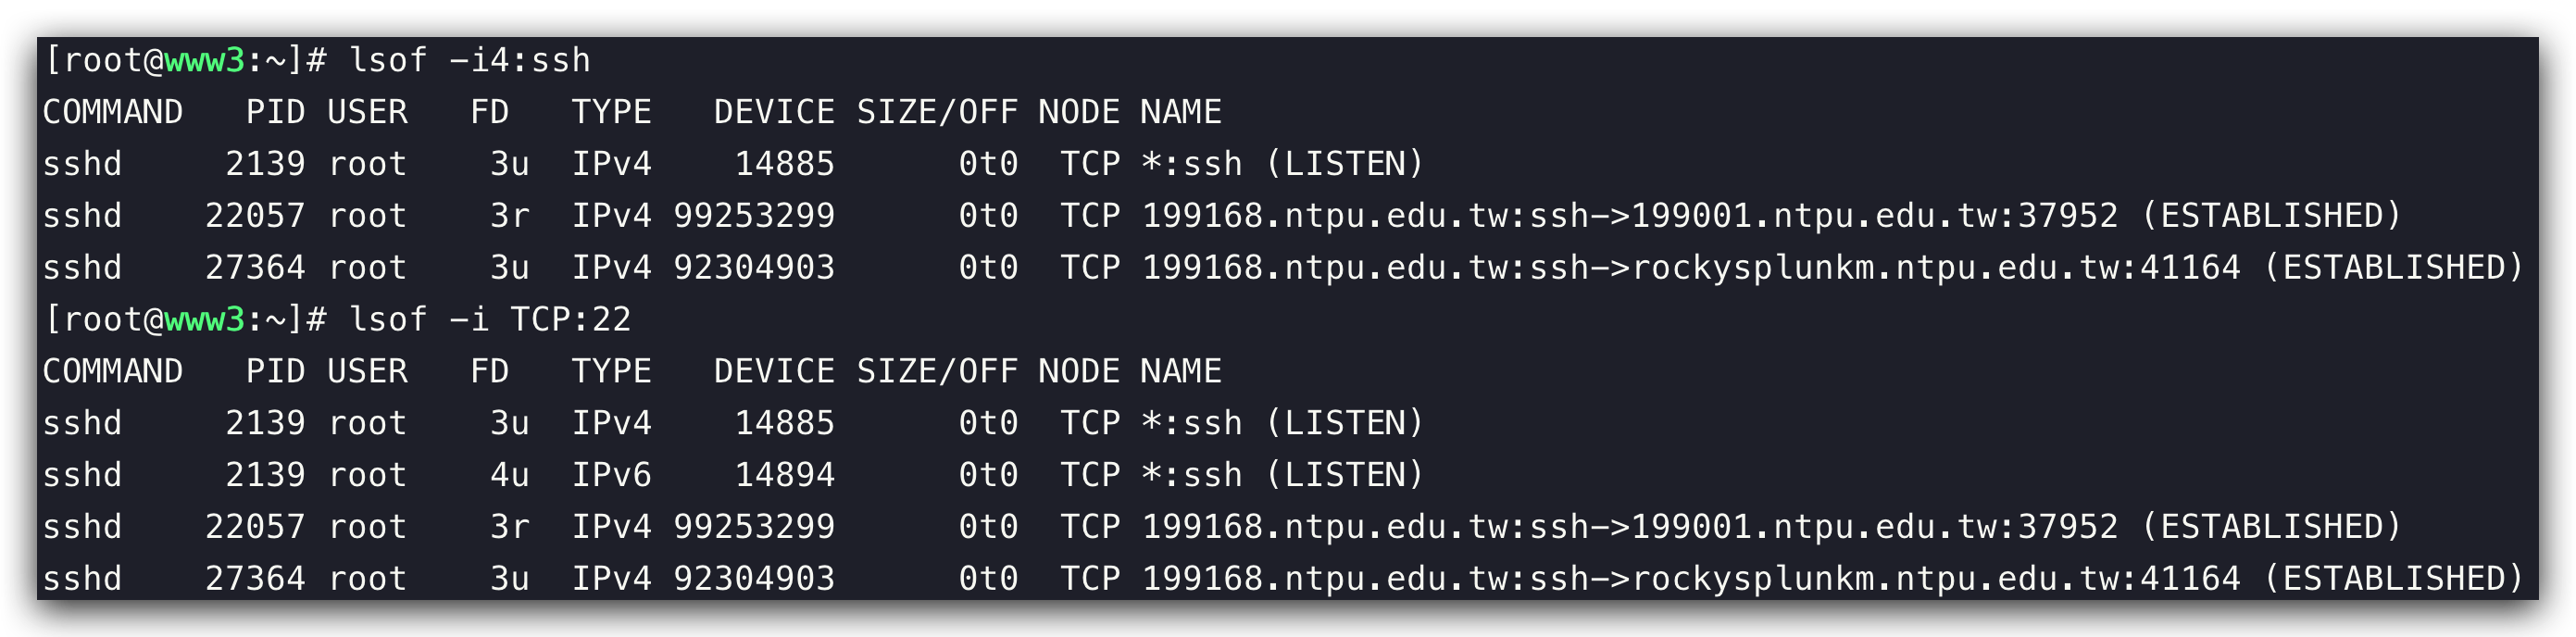 [root@www3:~]# lsof -i4:ssh
COMMAND   PID USER   FD   TYPE   DEVICE SIZE/OFF NODE NAME
sshd     2139 root    3u  IPv4    14885      0t0  TCP *:ssh (LISTEN)
sshd    22057 root    3r  IPv4 99253299      0t0  TCP 199168.ntpu.edu.tw:ssh->199001.ntpu.edu.tw:37952 (ESTABLISHED)
sshd    27364 root    3u  IPv4 92304903      0t0  TCP 199168.ntpu.edu.tw:ssh->rockysplunkm.ntpu.edu.tw:41164 (ESTABLISHED)
[root@www3:~]# lsof -i TCP:22
COMMAND   PID USER   FD   TYPE   DEVICE SIZE/OFF NODE NAME
sshd     2139 root    3u  IPv4    14885      0t0  TCP *:ssh (LISTEN)
sshd     2139 root    4u  IPv6    14894      0t0  TCP *:ssh (LISTEN)
sshd    22057 root    3r  IPv4 99253299      0t0  TCP 199168.ntpu.edu.tw:ssh->199001.ntpu.edu.tw:37952 (ESTABLISHED)
sshd    27364 root    3u  IPv4 92304903      0t0  TCP 199168.ntpu.edu.tw:ssh->rockysplunkm.ntpu.edu.tw:41164 (ESTABLISHED)